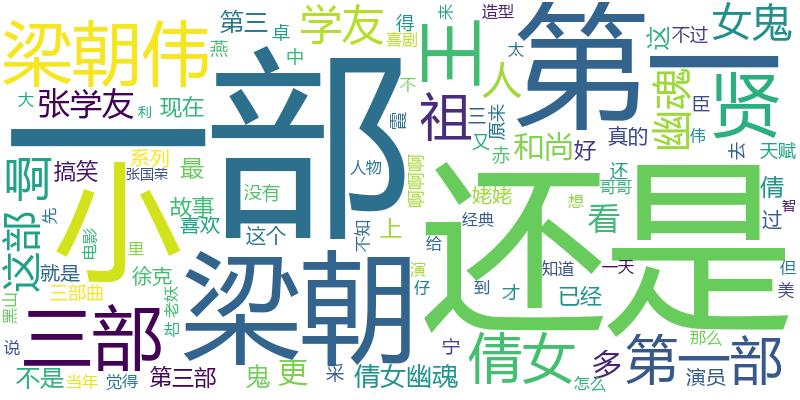 梁朝伟
第三
卓
燕
中
学友
得
喜剧
来
造型
太
王
第一
这
不过
女鬼
大
张学友
利
现在
一部
霞
不
祖
三
又
原来
赤
人
和尚
真的
好
幽魂
臣
伟
去
贤
天赋
这部
啊
搞笑
系列
张国荣
最
故事
喜欢
小
没有
人物
啊啊啊
姥姥
还
哥哥
倩
过
智
先
电影
里
这个
不知
上
经典
给
还是
想
看
就是
三部曲
徐克
梁朝
演
仔
到
知道
才
一天
已经
但
美
黑山
说
三部
老妖
宁
倩女
多
第一部
那么
不是
当年
觉得
第三部
鬼
更
倩女幽魂
怎么
演员